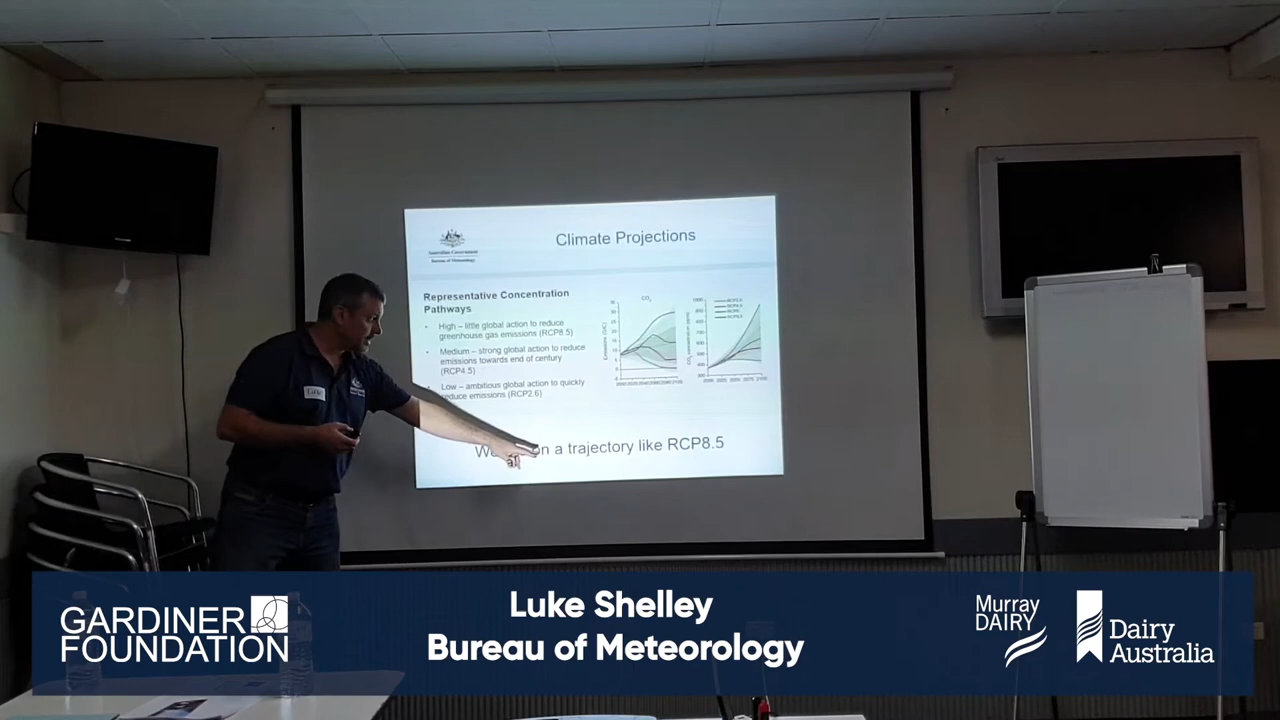 Climate Projections
Australian Government
Bureau of Meteorology
Representative Concentration
Pathways
• High – little global action to reduce
greenhouse gas emissions (RCP8.5)
• Medium – strong global action to reduce
emissions towards end of century
(RCP4.5)
Low – ambitious global action to quickly
reduce emissions (RCP2.6)
CO₂
on a trajectory like RCP8.5
GARDINER
FOUNDATION
Luke Shelley
Bureau of Meteorology
Murray
DAIRY
Dairy
Australia